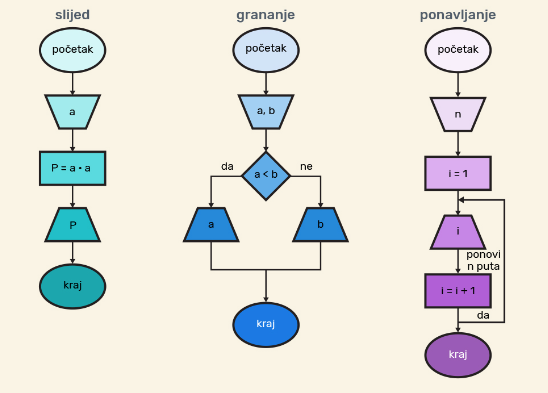 slijed
početak
a
P = a • a
P
kraj
grananje
početak
a, b
a < b
da
ne
a
b
kraj
ponavljanje
početak
n
i = 1
i
ponovi
n puta
i = i + 1
da
kraj